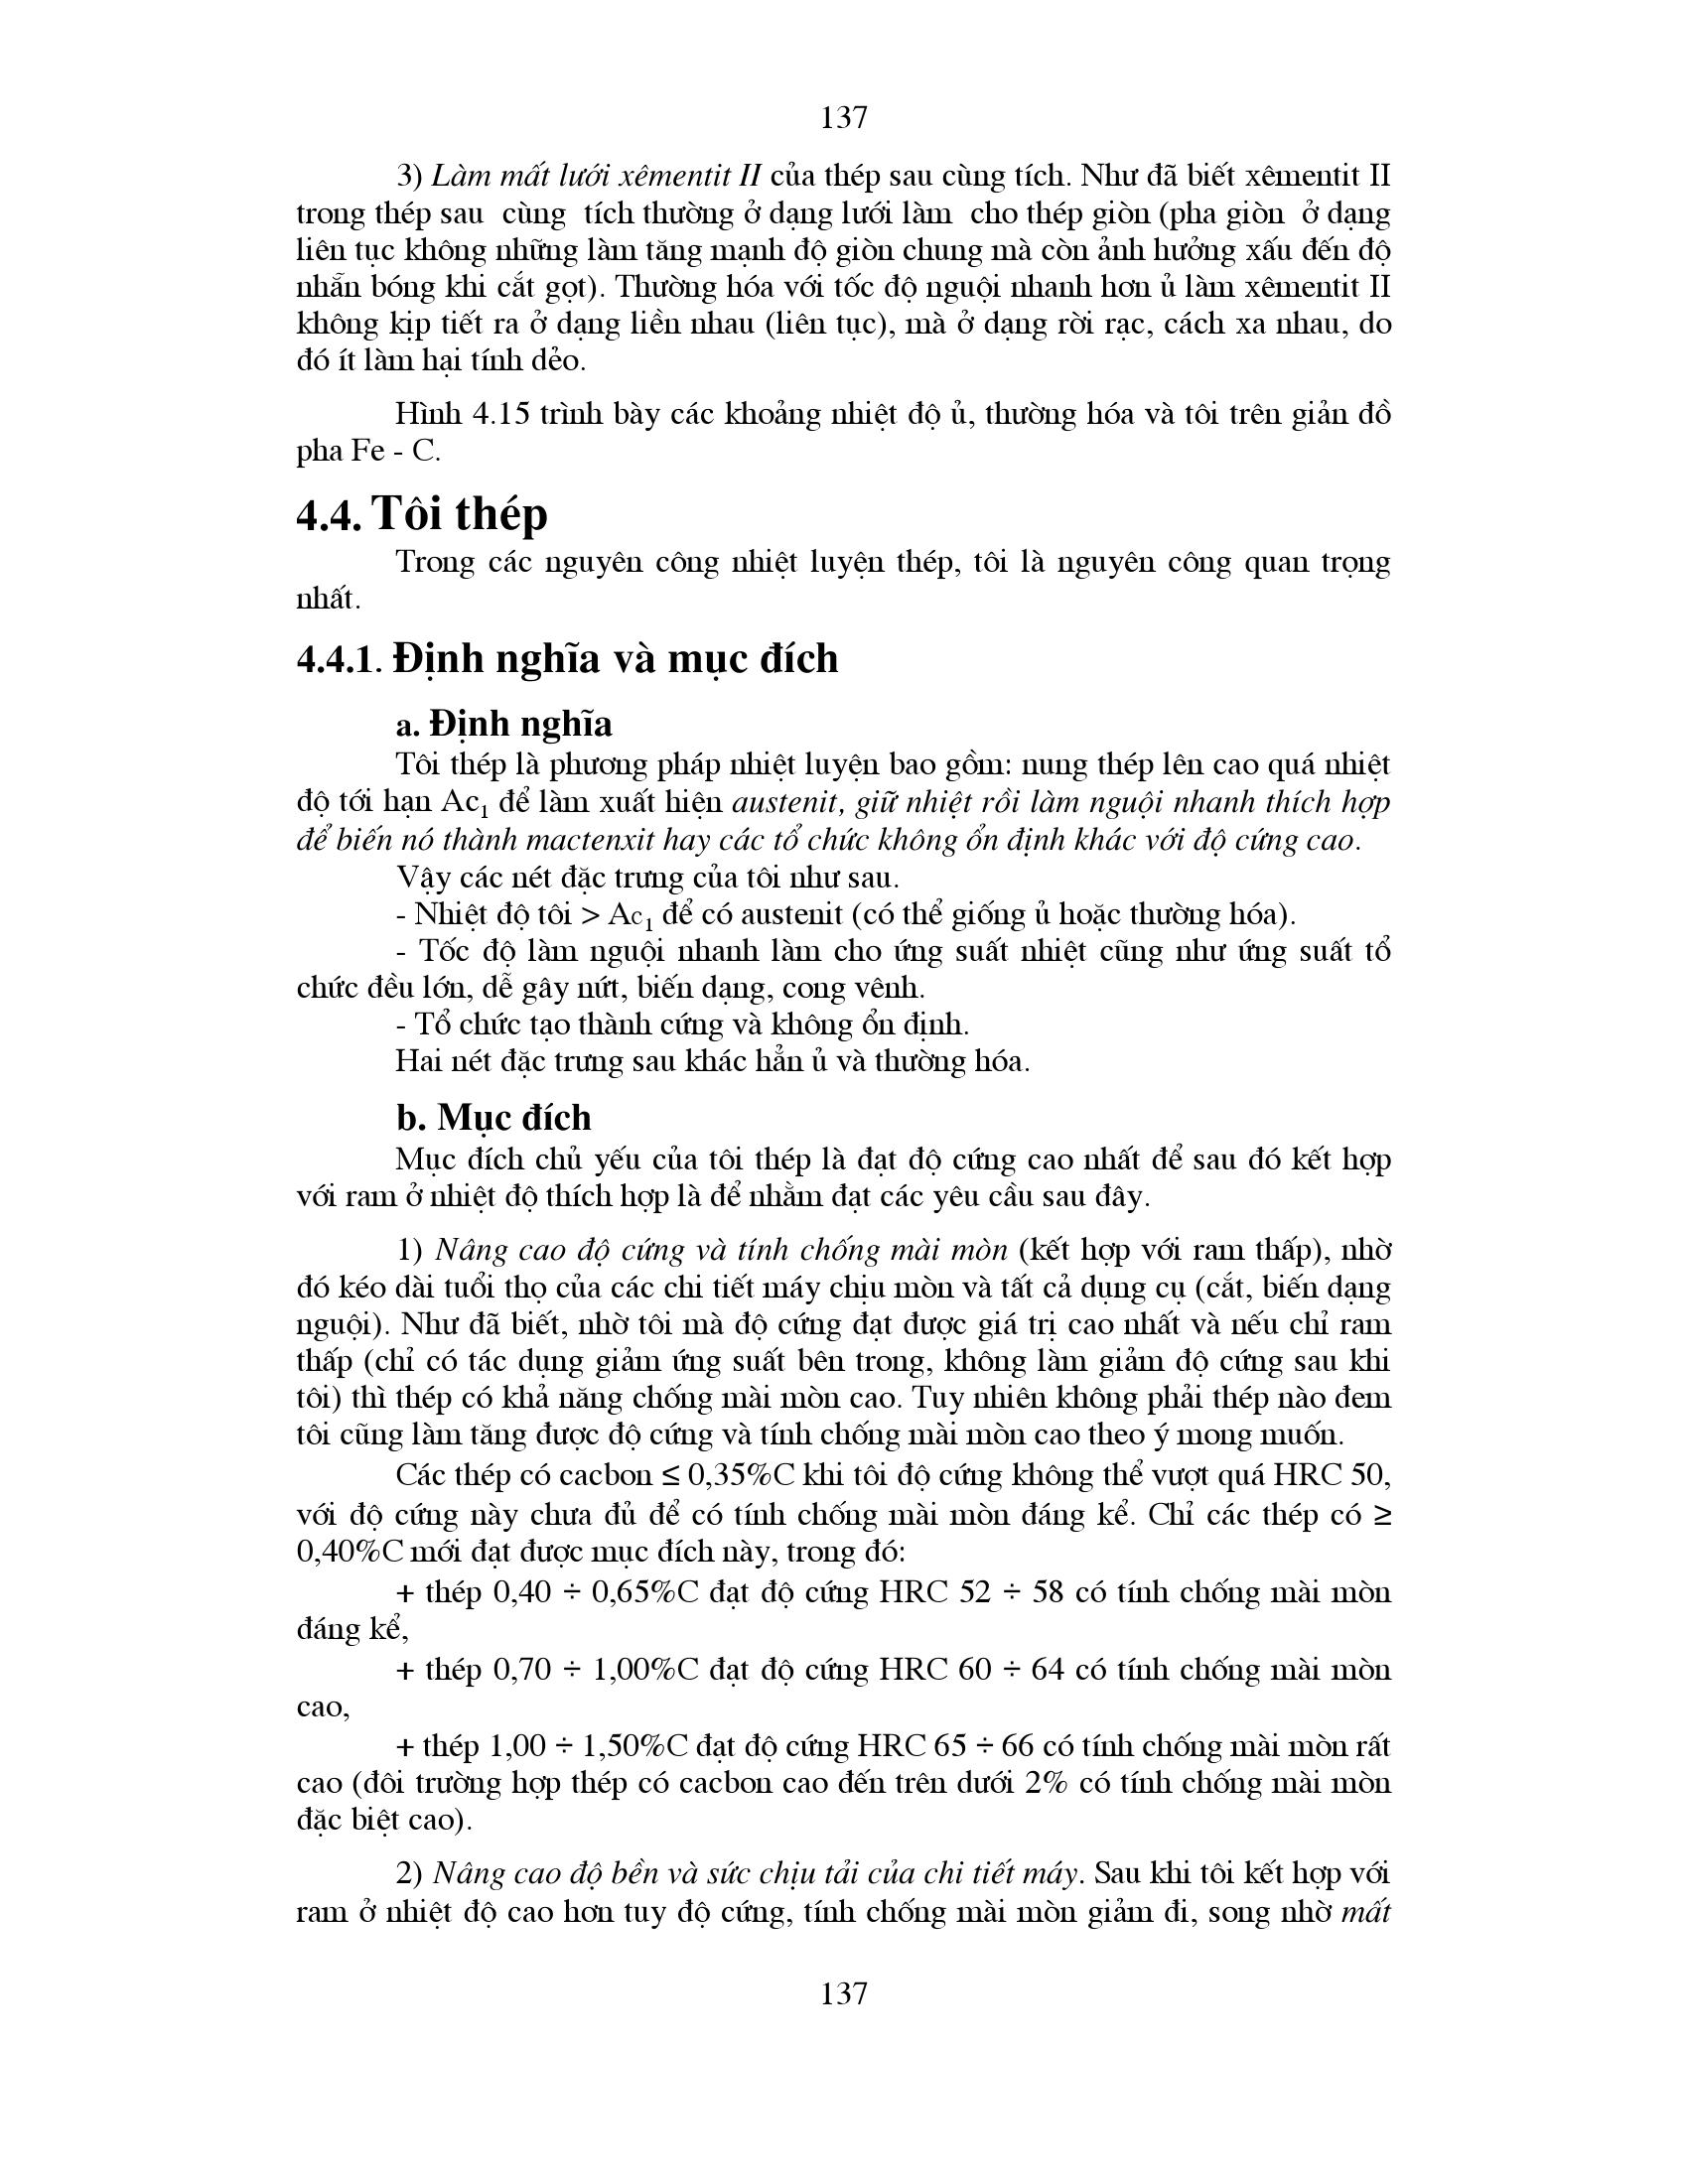 137
3) Làm mất lưới xêmentit II của thép sau cùng tích. Như đã biết xêmentit II
trong thép sau cùng tích thường ở dạng lưới làm cho thép giòn (pha giòn ở dạng
liên tục không những làm tăng mạnh độ giòn chung mà còn ảnh hưởng xấu đến độ
nhẵn bóng khi cắt gọt). Thường hóa với tốc độ nguội nhanh hơn ủ làm xêmentit II
không kịp tiết ra ở dạng liền nhau (liên tục), mà ở dạng rời rạc, cách xa nhau, do
đó ít làm hại tính dẻo.
Hình 4.15 trình bày các khoảng nhiệt độ ủ, thường hóa và tôi trên giản đồ
pha Fe - C.
4.4. Tôi thép
Trong các nguyên công nhiệt luyện thép, tôi là nguyên công quan trọng
nhất.
4.4.1. Định nghĩa và mục đích
a. Định nghĩa
Tôi thép là phương pháp nhiệt luyện bao gồm: nung thép lên cao quá nhiệt
độ tới hạn Ac₁ để làm xuất hiện austenit, giữ nhiệt rồi làm nguội nhanh thích hợp
để biến nó thành mactenxit hay các tổ chức không ổn định khác với độ cứng cao.
Vậy các nét đặc trưng của tôi như sau.
- Nhiệt độ tôi > Ac₁ để có austenit (có thể giống ủ hoặc thường hóa).
- Tốc độ làm nguội nhanh làm cho ứng suất nhiệt cũng như ứng suất tổ
chức đều lớn, dễ gây nứt, biến dạng, cong vênh.
- Tổ chức tạo thành cứng và không ổn định.
Hai nét đặc trưng sau khác hẳn ủ và thường hóa.
b. Mục đích
Mục đích chủ yếu của tôi thép là đạt độ cứng cao nhất để sau đó kết hợp
với ram ở nhiệt độ thích hợp là để nhằm đạt các yêu cầu sau đây.
1) Nâng cao độ cứng và tính chống mài mòn (kết hợp với ram thấp), nhờ
đó kéo dài tuổi thọ của các chi tiết máy chịu mòn và tất cả dụng cụ (cắt, biến dạng
nguội). Như đã biết, nhờ tôi mà độ cứng đạt được giá trị cao nhất và nếu chỉ ram
thấp (chỉ có tác dụng giảm ứng suất bên trong, không làm giảm độ cứng sau khi
tôi) thì thép có khả năng chống mài mòn cao. Tuy nhiên không phải thép nào đem
tôi cũng làm tăng được độ cứng và tính chống mài mòn cao theo ý mong muốn.
Các thép có cacbon ≤ 0,35%C khi tôi độ cứng không thể vượt quá HRC 50,
với độ cứng này chưa đủ để có tính chống mài mòn đáng kể. Chỉ các thép có ≥
0,40%C mới đạt được mục đích này, trong đó:
+ thép 0,40 ÷ 0,65%C đạt độ cứng HRC 52 ÷ 58 có tính chống mài mòn
đáng kể,
+ thép 0,70 ÷ 1,00%C đạt độ cứng HRC 60 ÷ 64 có tính chống mài mòn
cao,
+ thép 1,00 ÷ 1,50%C đạt độ cứng HRC 65 ÷ 66 có tính chống mài mòn rất
cao (đôi trường hợp thép có cacbon cao đến trên dưới 2% có tính chống mài mòn
đặc biệt cao).
2) Nâng cao độ bền và sức chịu tải của chi tiết máy. Sau khi tôi kết hợp với
ram ở nhiệt độ cao hơn tuy độ cứng, tính chống mài mòn giảm đi, song nhờ mất
137